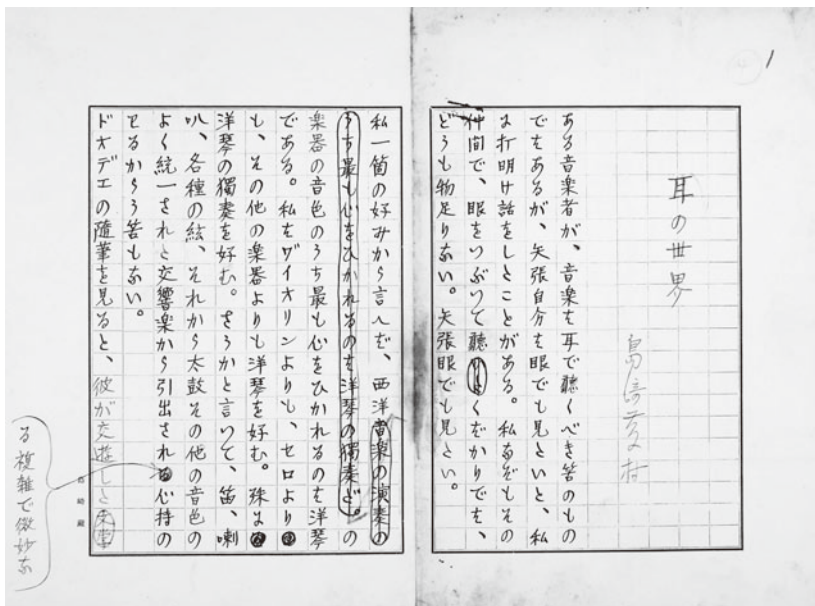 1
耳の世界
島崎藤村
ある音楽者が、音楽を耳で聴くべき筈のもの
ではあるが、矢張自分は眼でも見たいと、私
に打明け話をしたことがある。私なぞもその
仲間で、眼をつぶつて聴くばかりでは、
どうも物足りない。矢張眼でも見たい。
私一箇の好みから言へば、西洋音楽の演奏の
うち最も心をひかれるのは洋琴の獨奏だ。の
楽器の音色のうち最も心をひかれるのは洋琴
である。私はヴイオリンよりも、セロより
も、その他の楽器よりも洋琴を好む。殊に
洋琴の獨奏を好む。さうかと言つて、笛、喇
叭、各種の絃、それから太鼓その他の音色の
よく統一された交響楽から引出される心持の
る複雑で微妙な
せるからう筈もない。
ドオデエの隨筆を見ると、彼が交遊した
島崎藏